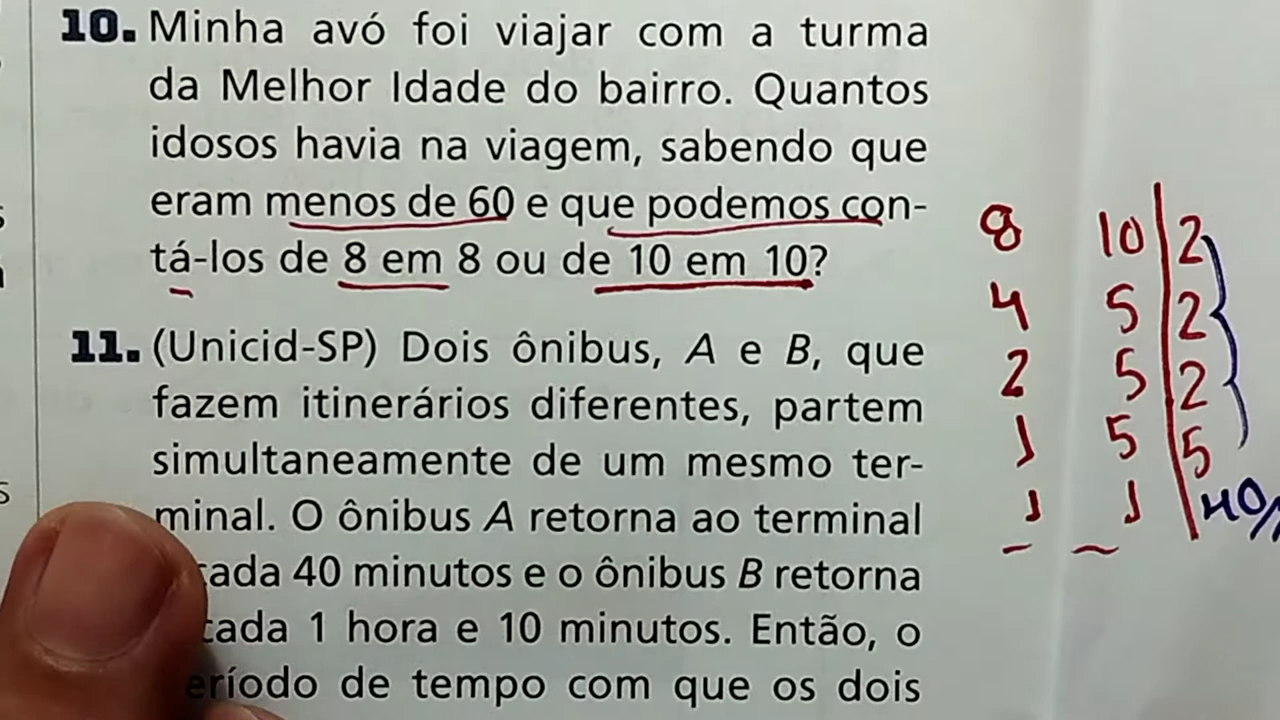 10. Minha avó foi viajar com a turma
da Melhor Idade do bairro. Quantos
idosos havia na viagem, sabendo que
eram menos de 60 e que podemos con-
tá-los de 8 em 8 ou de 10 em 10?
11. (Unicid-SP) Dois ônibus, A e B, que
fazem itinerários diferentes, partem
simultaneamente de um mesmo ter-
minal. O ônibus A retorna ao terminal
cada 40 minutos e o ônibus B retorna
cada 1 hora e 10 minutos. Então, o
eríodo de tempo com que os dois
8 10 2
4 5 2
2 5 2
1 5 5
1 1 40